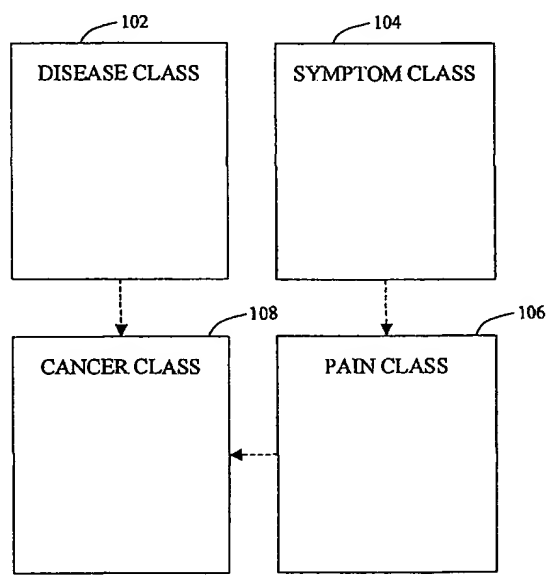 102
104
DISEASE CLASS
SYMPTOM CLASS
108
106
CANCER CLASS
PAIN CLASS